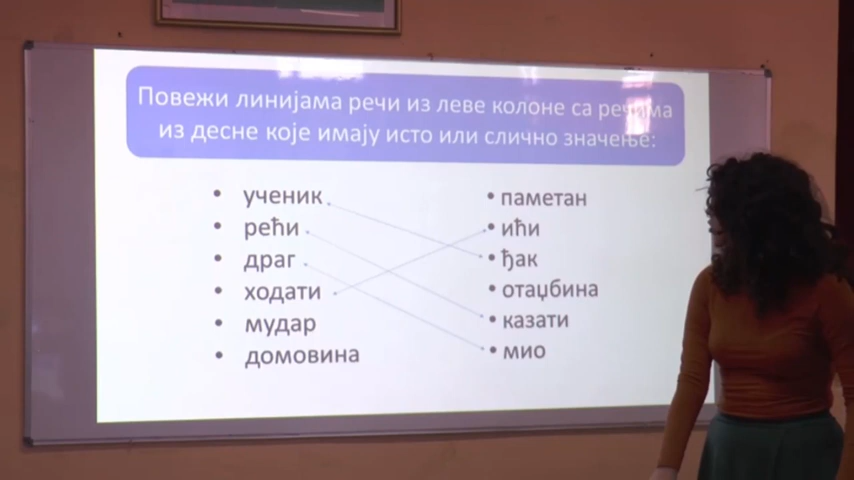 Повежи линијама речи из леве колоне са речима
из десне које имају исто или слично значење:
• ученик
• рећи
• драг
• ходати
• мудар
• домовина
• паметан
• ићи
• ђак
• отаџбина
• казати
• мио